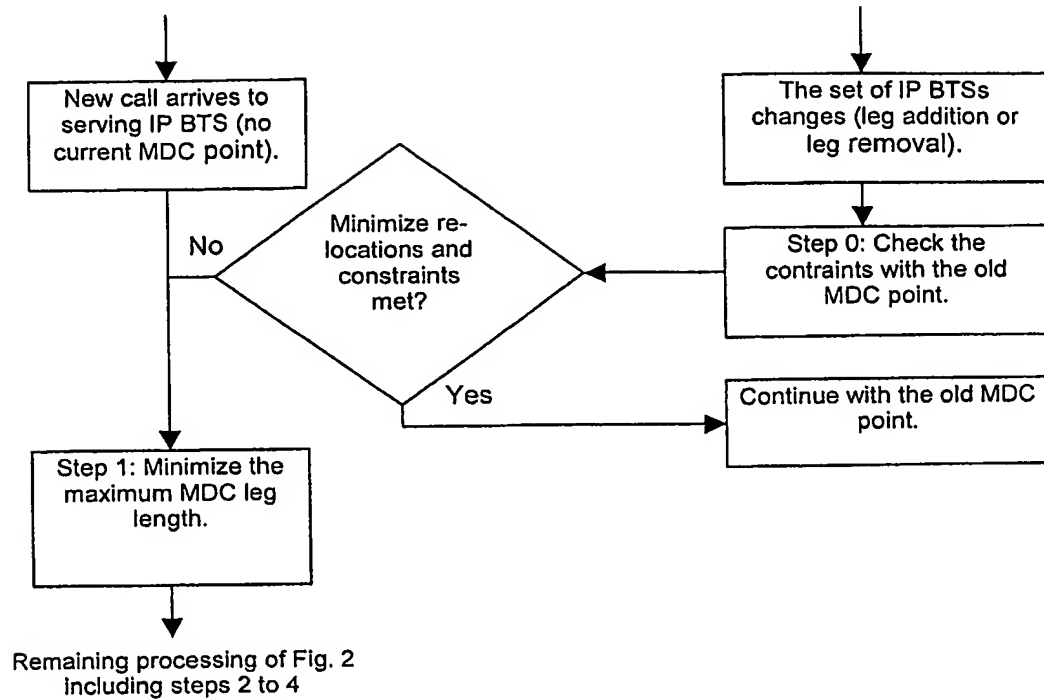 New call arrives to
serving IP BTS (no
current MDC point).
The set of IP BTSs
changes (leg addition or
leg removal).
No
Minimize re-
locations and
constraints
met?
Step 0: Check the
contraints with the old
MDC point.
Yes
Continue with the old MDC
point.
Step 1: Minimize the
maximum MDC leg
length.
Remaining processing of Fig. 2
including steps 2 to 4